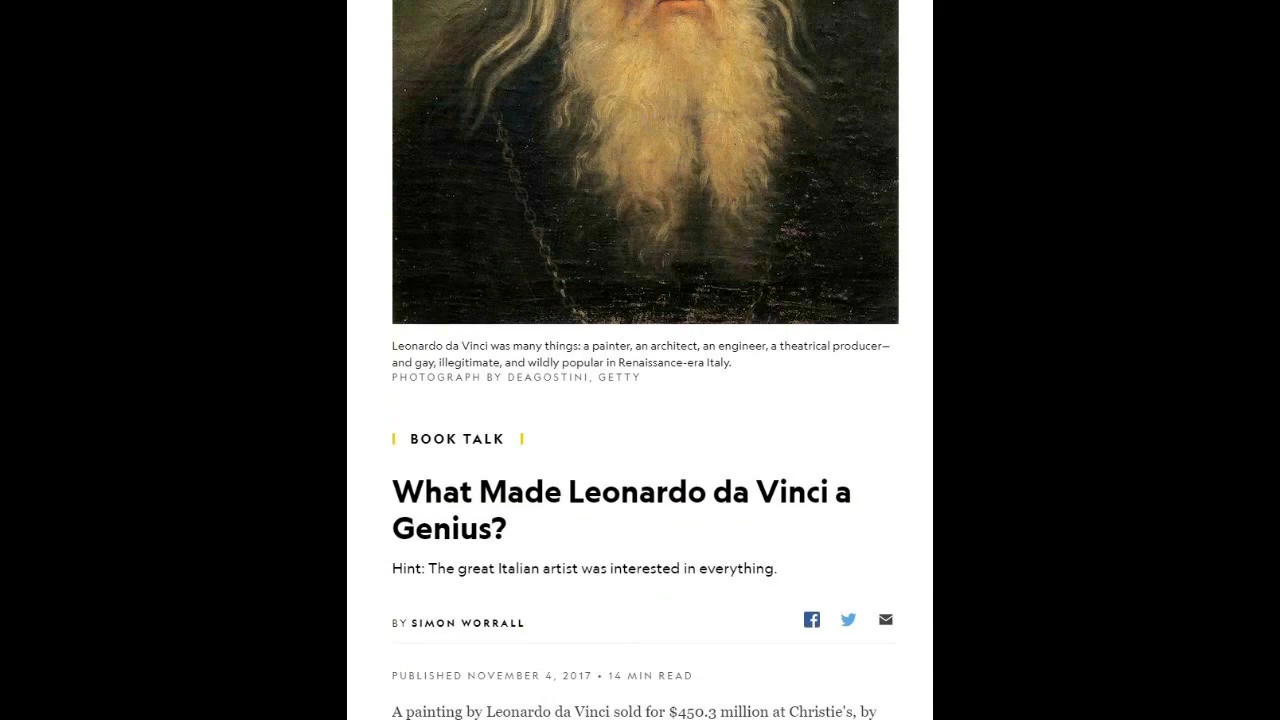 Leonardo da Vinci was many things: a painter, an architect, an engineer, a theatrical producer—
and gay, illegitimate, and wildly popular in Renaissance-era Italy.
PHOTOGRAPH BY DEAGOSTINI, GETTY
BOOK TALK
What Made Leonardo da Vinci a
Genius?
Hint: The great Italian artist was interested in everything.
BY SIMON WORRALL
PUBLISHED NOVEMBER 4, 2017 • 14 MIN READ
A painting by Leonardo da Vinci sold for $450.3 million at Christie's, by